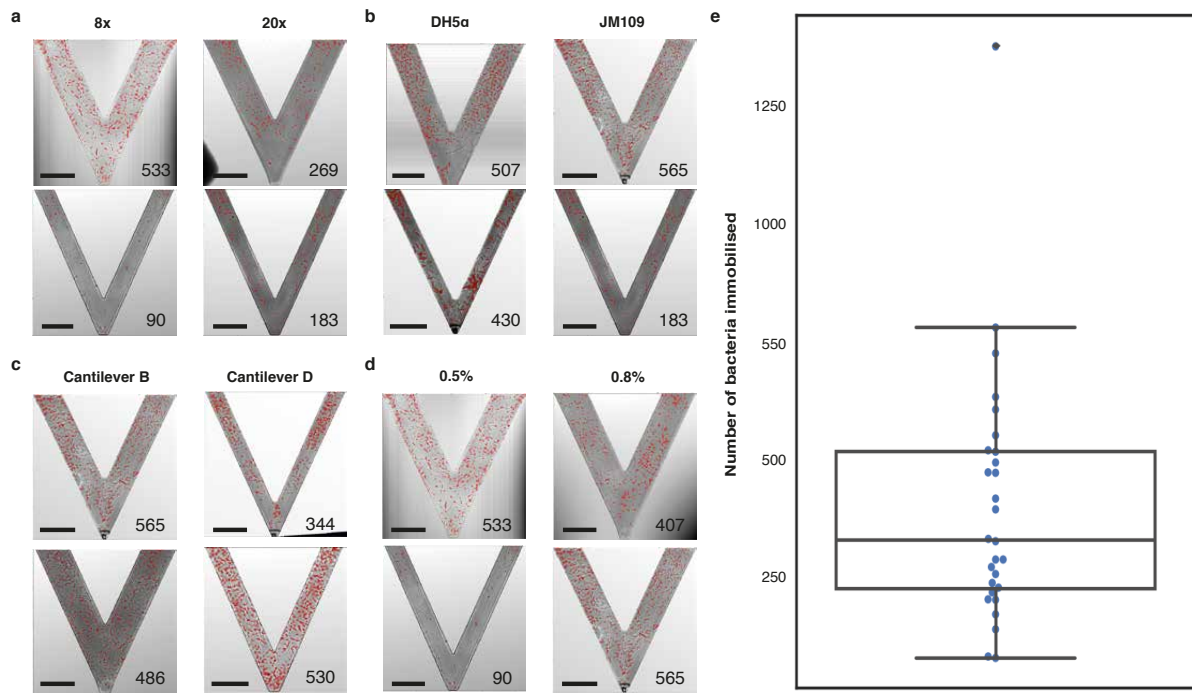 a
8x
20x
533
269
90
183
b
DH5α
JM109
507
565
430
183
c
Cantilever B
Cantilever D
565
344
486
530
d
0.5%
0.8%
533
407
90
565
e
Number of bacteria immobilised
1250
1000
550
500
250